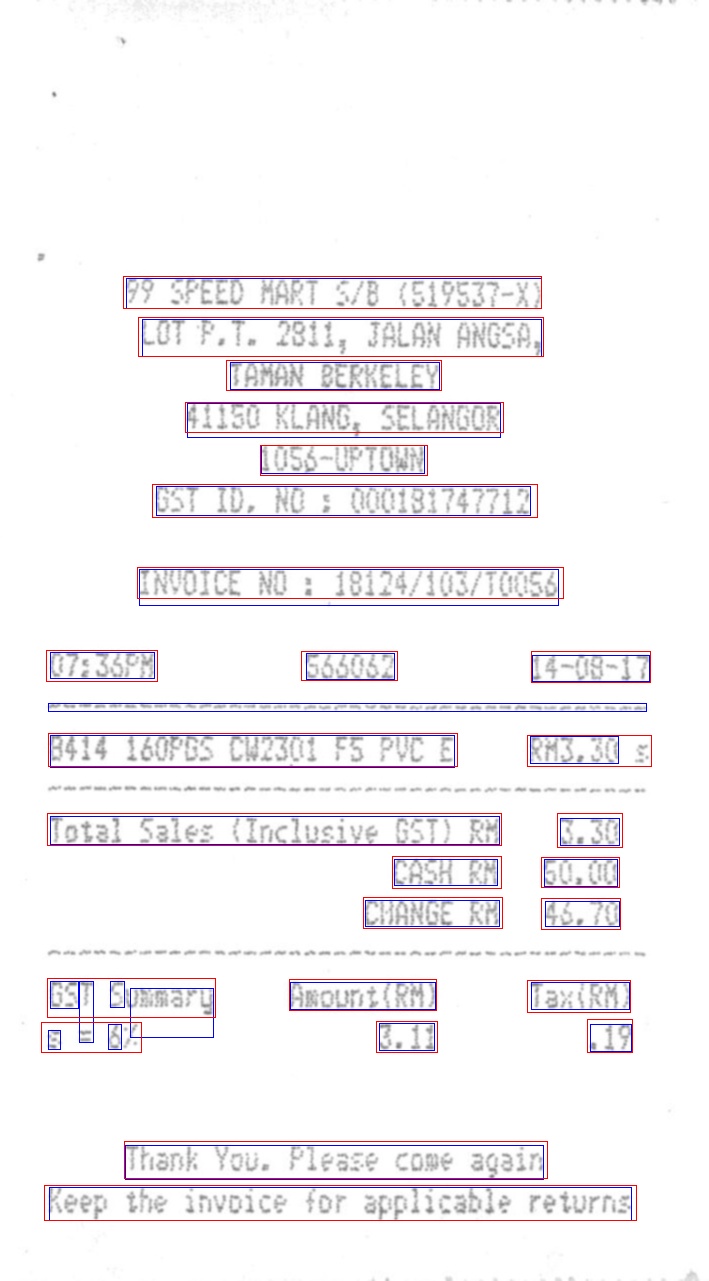 99 SPEED MART S/B (519537-X)
LOT P.T. 2811, JALAN ANGSA,
TAMAN BERKELEY
41150 KLANG, SELANGOR
1056-UPTOWN
GST ID. NO : 000181747712
INVOICE NO : 18124/103/T0056
07:36PM 566062 14-08-17
8414 160PGS CW2301 F5 PVC E RM3.30 s
Total Sales (Inclusive GST) RM 3.30
CASH RM 50.00
CHANGE RM 46.70
GST Summary Amount(RM) Tax(RM)
s = 6% 3.11 .19
Thank You. Please come again
Keep the invoice for applicable returns